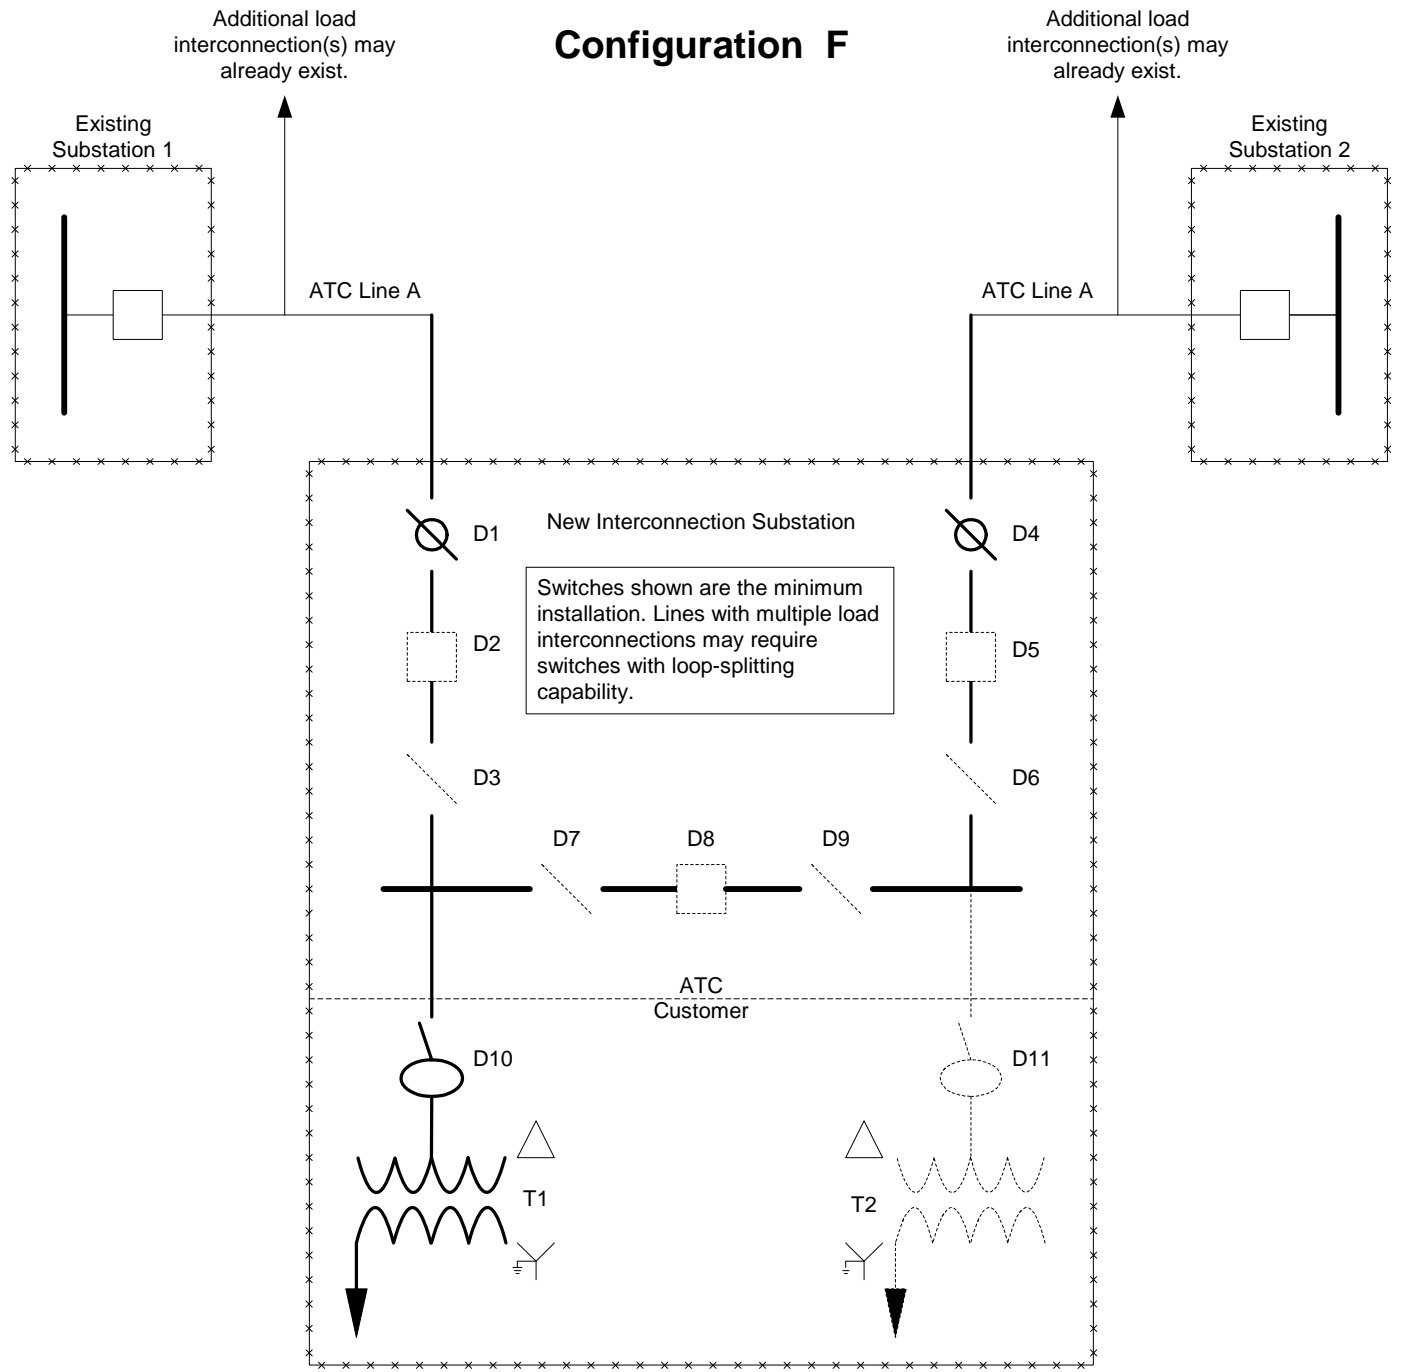 Configuration F
Additional load
interconnection(s) may
already exist.
Additional load
interconnection(s) may
already exist.
Existing
Substation 1
Existing
Substation 2
ATC Line A
ATC Line A
New Interconnection Substation
D1
D4
Switches shown are the minimum
installation. Lines with multiple load
interconnections may require
switches with loop-splitting
capability.
D2
D5
D3
D6
D7
D8
D9
ATC
Customer
D10
D11
T1
T2